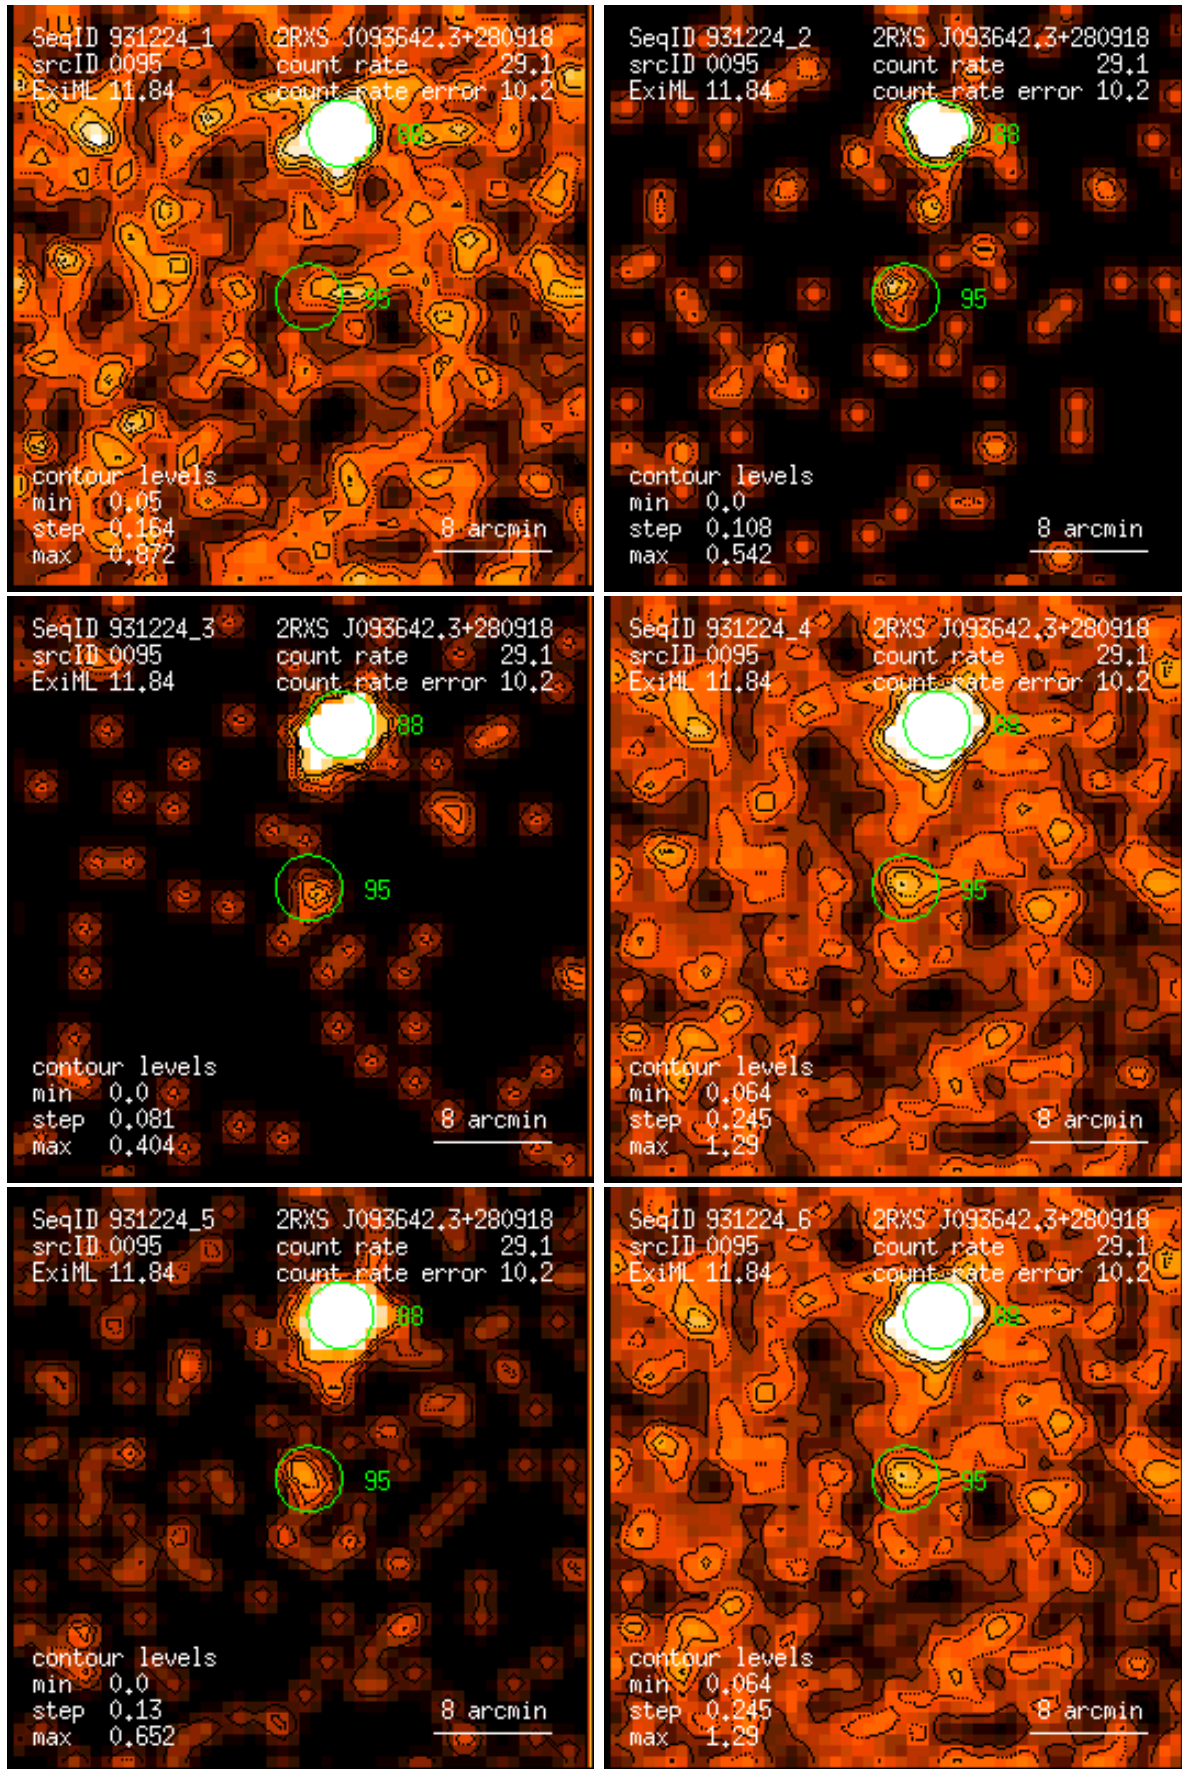 SeqID 931224_1 2RXS J093642.3+280918
srcID 0095 count rate 29.1
ExiML 11.84 count rate error 10.2
88
95
contour levels
min 0.05
step 0.164 8 arcmin
max 0.872
SeqID 931224_2 2RXS J093642.3+280918
srcID 0095 count rate 29.1
ExiML 11.84 count rate error 10.2
88
95
contour levels
min 0.0
step 0.108 8 arcmin
max 0.542
SeqID 931224_3 2RXS J093642.3+280918
srcID 0095 count rate 29.1
ExiML 11.84 count rate error 10.2
88
95
contour levels
min 0.0
step 0.081 8 arcmin
max 0.404
SeqID 931224_4 2RXS J093642.3+280918
srcID 0095 count rate 29.1
ExiML 11.84 count rate error 10.2
88
95
contour levels
min 0.064
step 0.245 8 arcmin
max 1.29
SeqID 931224_5 2RXS J093642.3+280918
srcID 0095 count rate 29.1
ExiML 11.84 count rate error 10.2
88
95
contour levels
min 0.0
step 0.13 8 arcmin
max 0.652
SeqID 931224_6 2RXS J093642.3+280918
srcID 0095 count rate 29.1
ExiML 11.84 count rate error 10.2
88
95
contour levels
min 0.064
step 0.245 8 arcmin
max 1.29